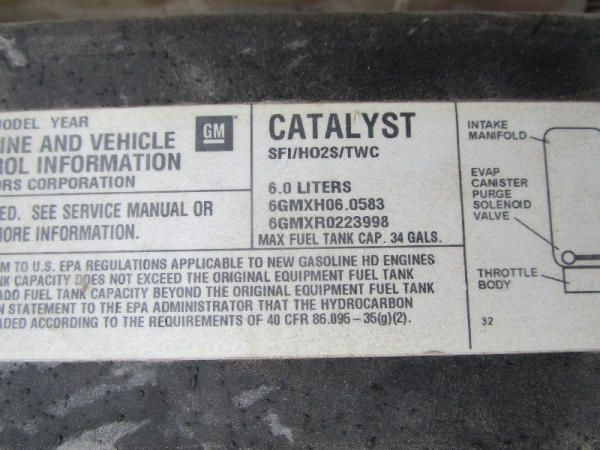 MODEL YEAR
INE AND VEHICLE
ROL INFORMATION
ORS CORPORATION
GM
ED. SEE SERVICE MANUAL OR
MORE INFORMATION.
CATALYST
SFI/HO2S/TWC
6.0 LITERS
6GMXH06.0583
6GMXR0223998
MAX FUEL TANK CAP. 34 GALS.
M TO U.S. EPA REGULATIONS APPLICABLE TO NEW GASOLINE HD ENGINES
NK CAPACITY DOES NOT EXCEED THE ORIGINAL EQUIPMENT FUEL TANK
ADD FUEL TANK CAPACITY BEYOND THE ORIGINAL EQUIPMENT FUEL TANK
N STATEMENT TO THE EPA ADMINISTRATOR THAT THE HYDROCARBON
ADED ACCORDING TO THE REQUIREMENTS OF 40 CFR 86.095-35(g)(2).
INTAKE
MANIFOLD
EVAP
CANISTER
PURGE
SOLENOID
VALVE
THROTTLE
BODY
32